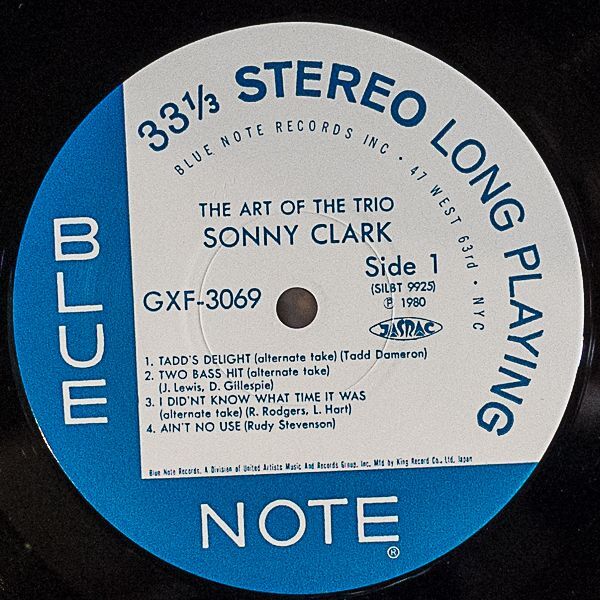 33⅓ STEREO LONG PLAYING
BLUE NOTE RECORDS INC • 47 WEST 63rd • NYC
THE ART OF THE TRIO
SONNY CLARK
Side 1
(SILBT 9925)
GXF-3069
Ⓟ 1980
JASRAC
1. TADD'S DELIGHT (alternate take) (Tadd Dameron)
2. TWO BASS HIT (alternate take)
(J. Lewis, D. Gillespie)
3. I DID'NT KNOW WHAT TIME IT WAS
(alternate take) (R. Rodgers, L. Hart)
4. AIN'T NO USE (Rudy Stevenson)
Blue Note Records, A Division of United Artists Music And Records Group, Inc. Mfd by King Record Co., Ltd, Japan
BLUE
NOTE®